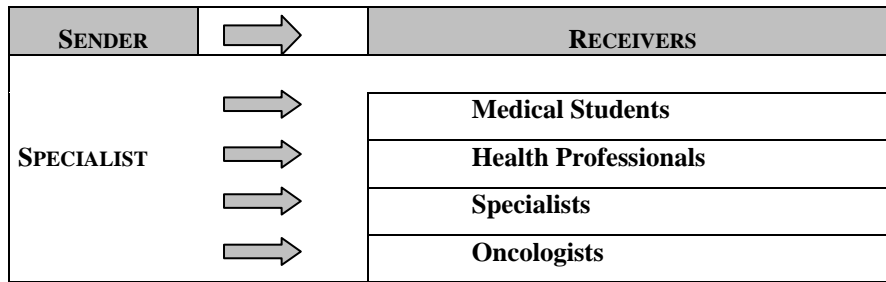 SENDER RECEIVERS
Medical Students
SPECIALIST Health Professionals
Specialists
Oncologists